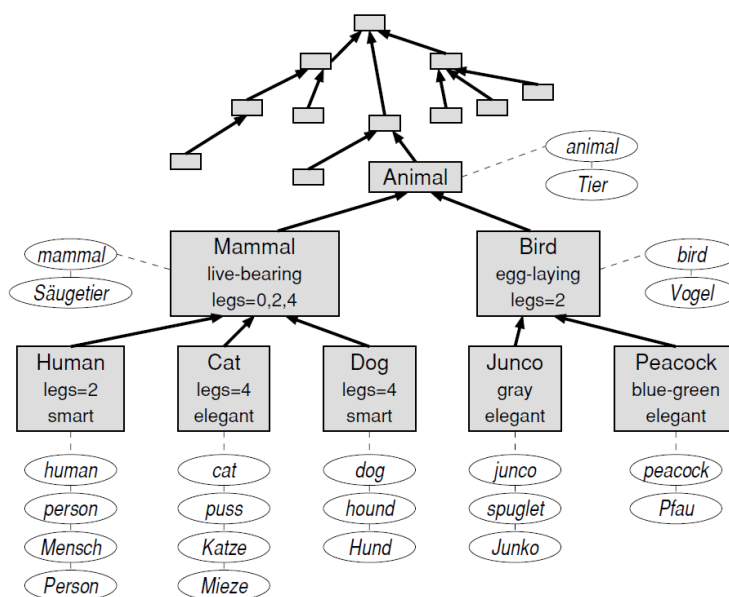 animal
Animal
Tier
mammal
Säugetier
Mammal
live-bearing
legs=0,2,4
Bird
egg-laying
legs=2
bird
Vogel
Human
legs=2
smart
Cat
legs=4
elegant
Dog
legs=4
smart
Junco
gray
elegant
Peacock
blue-green
elegant
human
person
Mensch
Person
cat
puss
Katze
Mieze
dog
hound
Hund
junco
spuglet
Junko
peacock
Pfau